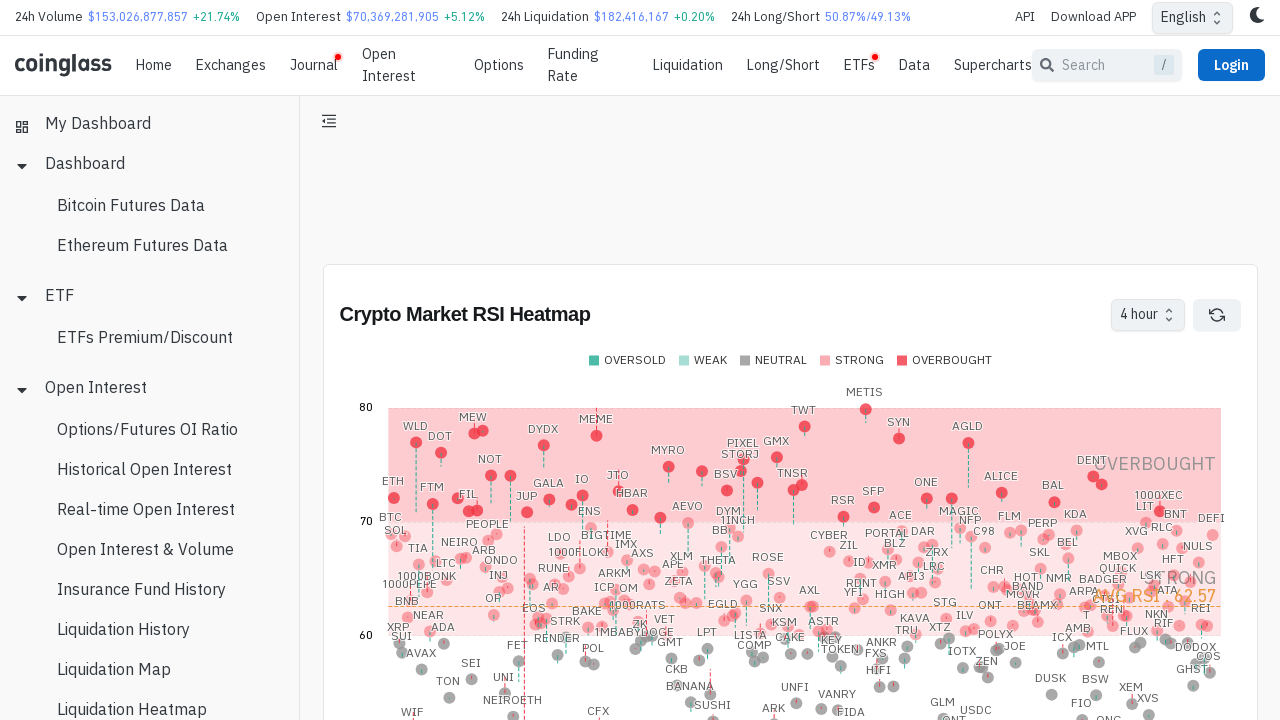 24h Volume $153,026,877,857 +21.74% Open Interest $70,369,281,905 +5.12% 24h Liquidation $182,416,167 +0.20% 24h Long/Short 50.87%/49.13% API Download APP English
coinglass Home Exchanges Journal Open Interest Options Funding Rate Liquidation Long/Short ETFs Data Supercharts Search / Login
My Dashboard
Dashboard
Bitcoin Futures Data
Ethereum Futures Data
ETF
ETFs Premium/Discount
Open Interest
Options/Futures OI Ratio
Historical Open Interest
Real-time Open Interest
Open Interest & Volume
Insurance Fund History
Liquidation History
Liquidation Map
Liquidation Heatmap
Crypto Market RSI Heatmap
4 hour
OVERSOLD WEAK NEUTRAL STRONG OVERBOUGHT
METIS
80
TWT
MEW MEME
WLD DOT DYDX SYN AGLD
PIXEL GMX
MYRO STORJ
NOT OVERBOUGHT
DENT
ETH FTM FIL GALA IO JTO BSV TNSR ONE ALICE BAL
JUP HBAR RSR SFP 1000XEC
LIT
AEVO
70
BTC ENS DYM ACE MAGIC FLM KDA BNT DEFI
SOL PEOPLE 1INCH NFP PERP
LDO BIGTIME BB CYBER PORTAL DAR C98 XVG RLC
TIA NEIRO ARB 1000FLOKI IMX ZIL BLZ ZRX SKL BEL NULS
LTC ONDO AXS XLM THETA ROSE ID XMR LRC CHR MBOX HFT
1000BONK INJ RUNE ARKM APE API3 HOT NMR QUICK LSK STRONG
1000PEPE AR ICP OM ZETA YGG SSV RDNT BAND BADGER
OP AXL YFI HIGH MOVR ARPA AVG RSI : 62.57
BNB EOS BAKE 1000RATS EGLD SNX STG ONT BEAMX REN REI
NEAR STRK VET KSM ASTR KAVA ILV NKN
60
XRP ADA RENDER 1MBABYDOGE ZK LPT LISTA CAKE KEY TRU XTZ POLYX AMB FLUX RIF
SUI FET POL GMT COMP TOKEN ANKR IOTX JOE ICX MTL DODOX
AVAX SEI CKB FXS ZEN GHST COS
TON UNI BANANA UNFI HIFI DUSK BSW
NEIROETH SUSHI VANRY GLM FIO XEM XVS
WIF CFX ARK FIDA USDC
QNT ONG